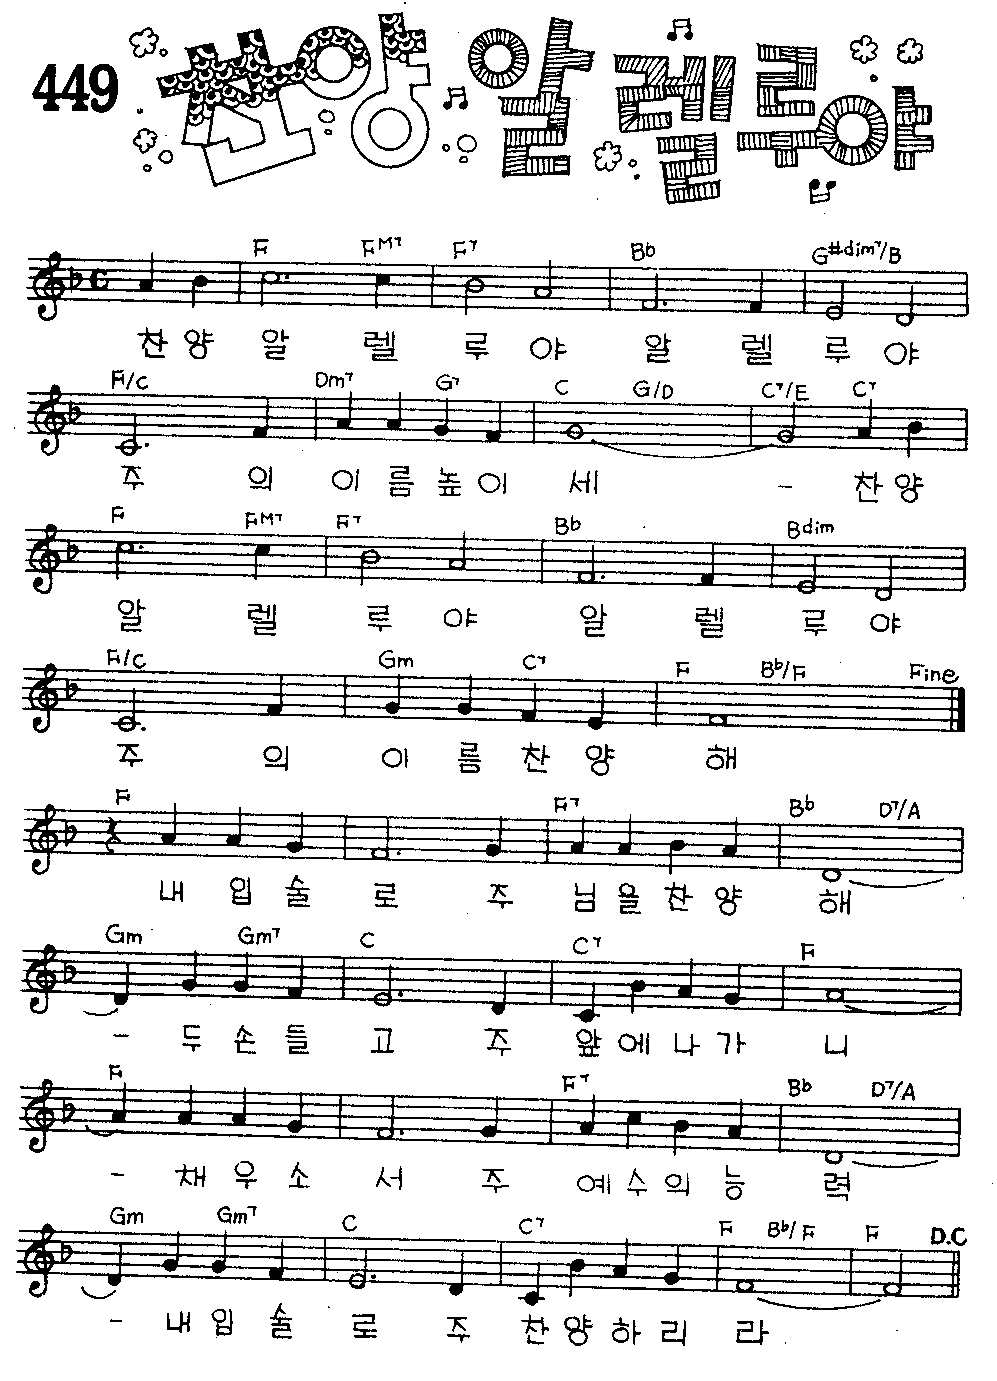 449 찬양 알렐루야
F FM7 F7 Bb G#dim7/B
찬 양 알 렐 루 야 알 렐 루 야
F/C Dm7 G7 C G/D C7/E C7
주 의 이 름 높 이 세 - 찬 양
F FM7 F7 Bb Bdim
알 렐 루 야 알 렐 루 야
F/C Gm C7 F Bb/F Fine
주 의 이 름 찬 양 해
F F7 Bb D7/A
내 입 술 로 주 님 을 찬 양 해
Gm Gm7 C C7 F
- 두 손 들 고 주 앞 에 나 가 니
F F7 Bb D7/A
- 채 우 소 서 주 예 수 의 능 력
Gm Gm7 C C7 F Bb/F F D.C
- 내 입 술 로 주 찬 양 하 리 라